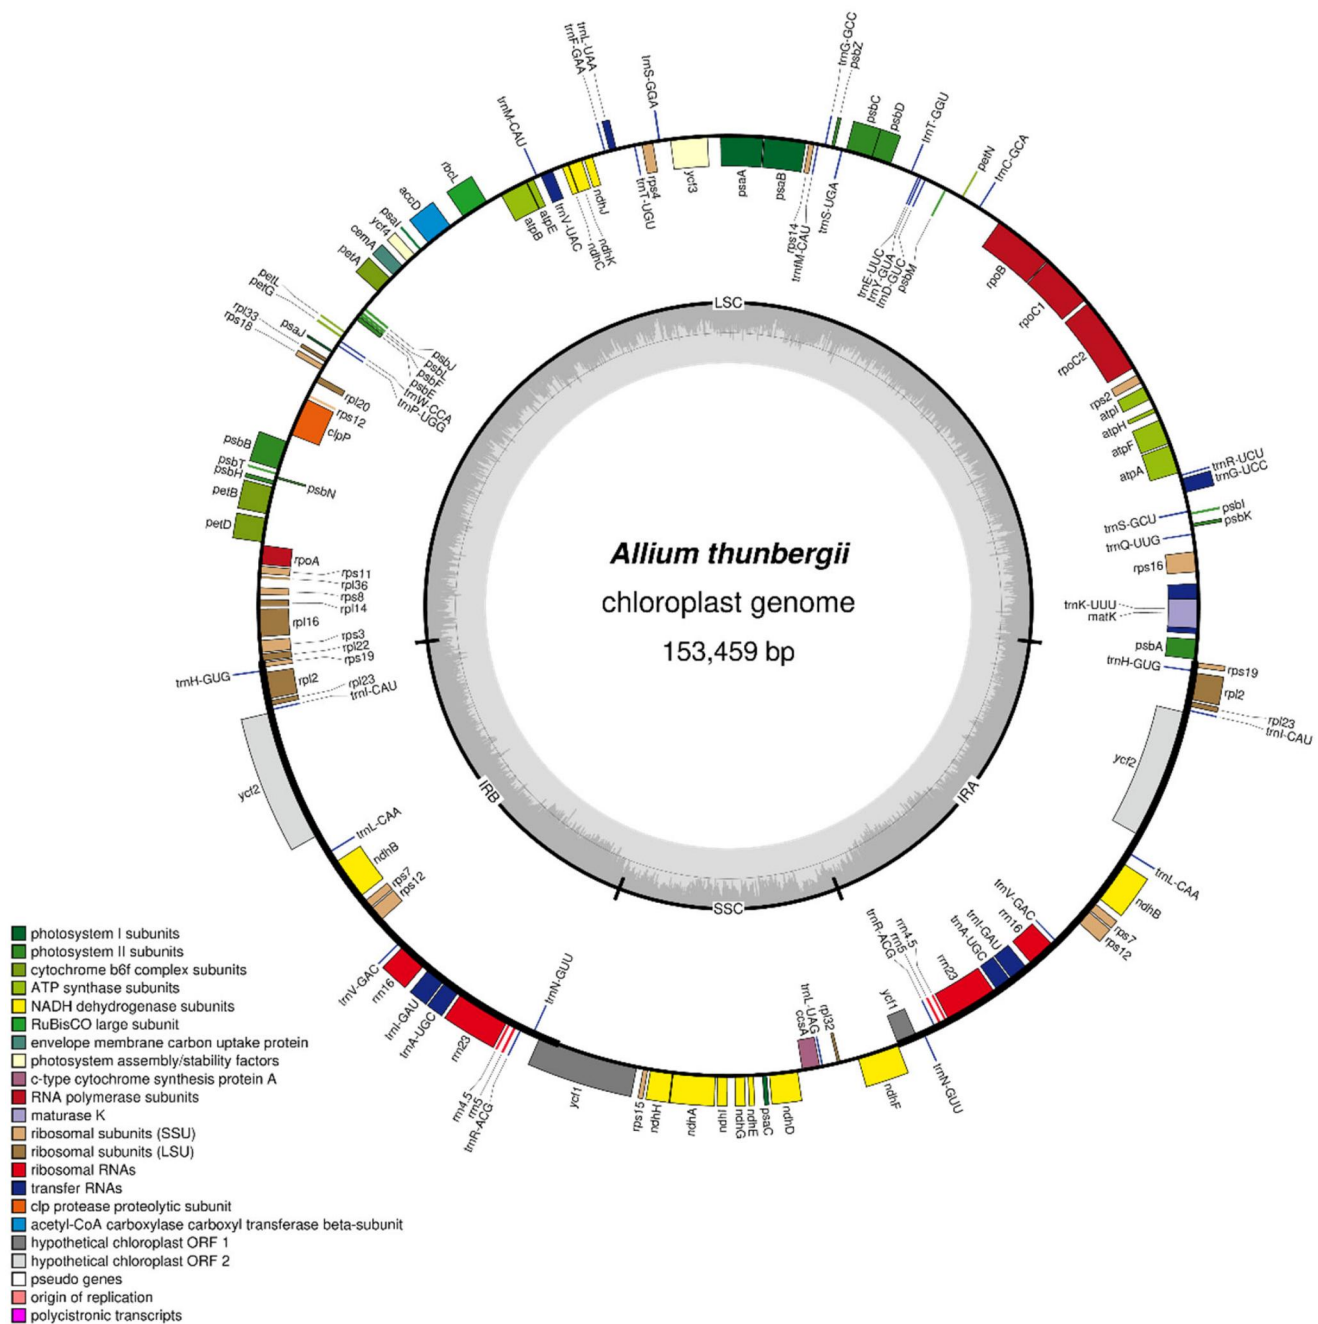 trnL-UAA
trnF-GAA
trnS-GGA
trnG-GCC
psbZ
psbC
psbD
trnT-GGU
petN
trnC-GCA
trnM-CAU
rbcL
accD
psaI
ycf4
cemA
petA
petL
petG
rpl33
rps18
psaJ
atpB
atpE
trnV-UAC
ndhC
ndhK
ndhJ
trnT-UGU
rps4
ycf3
psaA
psaB
rps14
trnfM-CAU
trnS-UGA
trnE-UUC
trnY-GUA
trnD-GUC
psbM
rpoB
rpoC1
rpoC2
rps2
atpI
atpH
atpF
atpA
trnR-UCU
trnG-UCC
psbI
psbK
trnS-GCU
trnQ-UUG
rps16
trnK-UUU
matK
psbA
trnH-GUG
rps19
rpl2
rpl23
trnI-CAU
ycf2
trnL-CAA
ndhB
rps7
rps12
trnV-GAC
rrn16
trnI-GAU
trnA-UGC
rrn23
rrn4.5
rrn5
trnR-ACG
trnN-GUU
ycf1
ndhF
rpl32
trnL-UAG
ccsA
ndhD
psaC
ndhE
ndhG
ndhI
ndhA
ndhH
rps15
ycf1
trnN-GUU
trnR-ACG
rrn5
rrn4.5
rrn23
trnA-UGC
trnI-GAU
rrn16
trnV-GAC
rps12
rps7
ndhB
trnL-CAA
ycf2
trnI-CAU
rpl23
rpl2
trnH-GUG
rps19
rpl22
rps3
rpl16
rpl14
rps8
rpl36
rps11
rpoA
petD
petB
psbH
psbT
psbN
psbB
clpP
rps12
rpl20
trnP-UGG
trnW-CCA
psbE
psbF
psbL
psbJ
LSC
IRB
IRA
SSC
Allium thunbergii
chloroplast genome
153,459 bp
photosystem I subunits
photosystem II subunits
cytochrome b6f complex subunits
ATP synthase subunits
NADH dehydrogenase subunits
RuBisCO large subunit
envelope membrane carbon uptake protein
photosystem assembly/stability factors
c-type cytochrome synthesis protein A
RNA polymerase subunits
maturase K
ribosomal subunits (SSU)
ribosomal subunits (LSU)
ribosomal RNAs
transfer RNAs
clp protease proteolytic subunit
acetyl-CoA carboxylase carboxyl transferase beta-subunit
hypothetical chloroplast ORF 1
hypothetical chloroplast ORF 2
pseudo genes
origin of replication
polycistronic transcripts